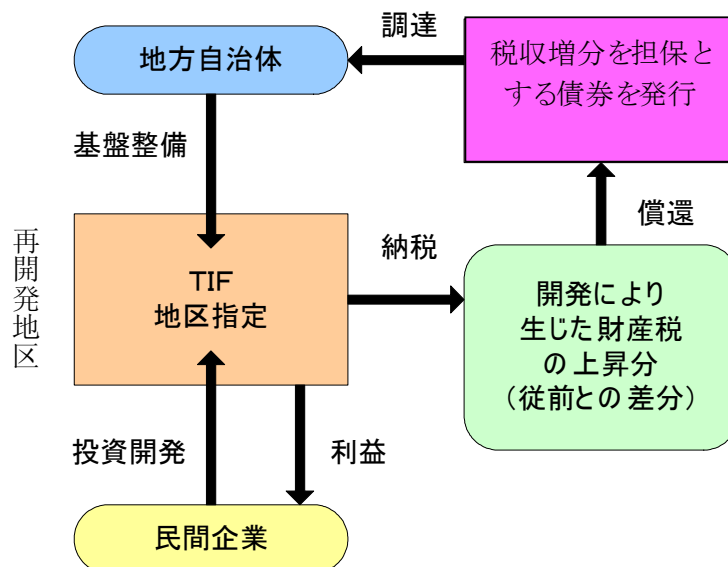 調達
地方自治体
税収増分を担保と
する債券を発行
基盤整備
償還
再開発地区
納税
TIF
地区指定
開発により
生じた財産税
の上昇分
（従前との差分）
投資開発
利益
民間企業